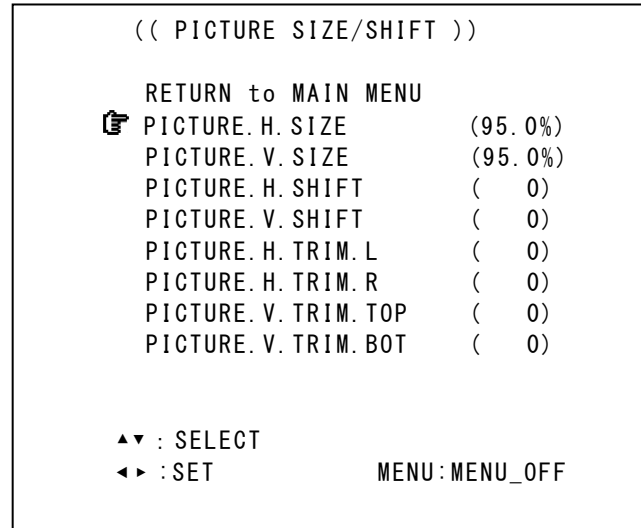 (( PICTURE SIZE/SHIFT ))
RETURN to MAIN MENU
☞ PICTURE.H.SIZE (95.0%)
PICTURE.V.SIZE (95.0%)
PICTURE.H.SHIFT ( 0)
PICTURE.V.SHIFT ( 0)
PICTURE.H.TRIM.L ( 0)
PICTURE.H.TRIM.R ( 0)
PICTURE.V.TRIM.TOP ( 0)
PICTURE.V.TRIM.BOT ( 0)
▲▼ : SELECT
◄► : SET MENU:MENU_OFF